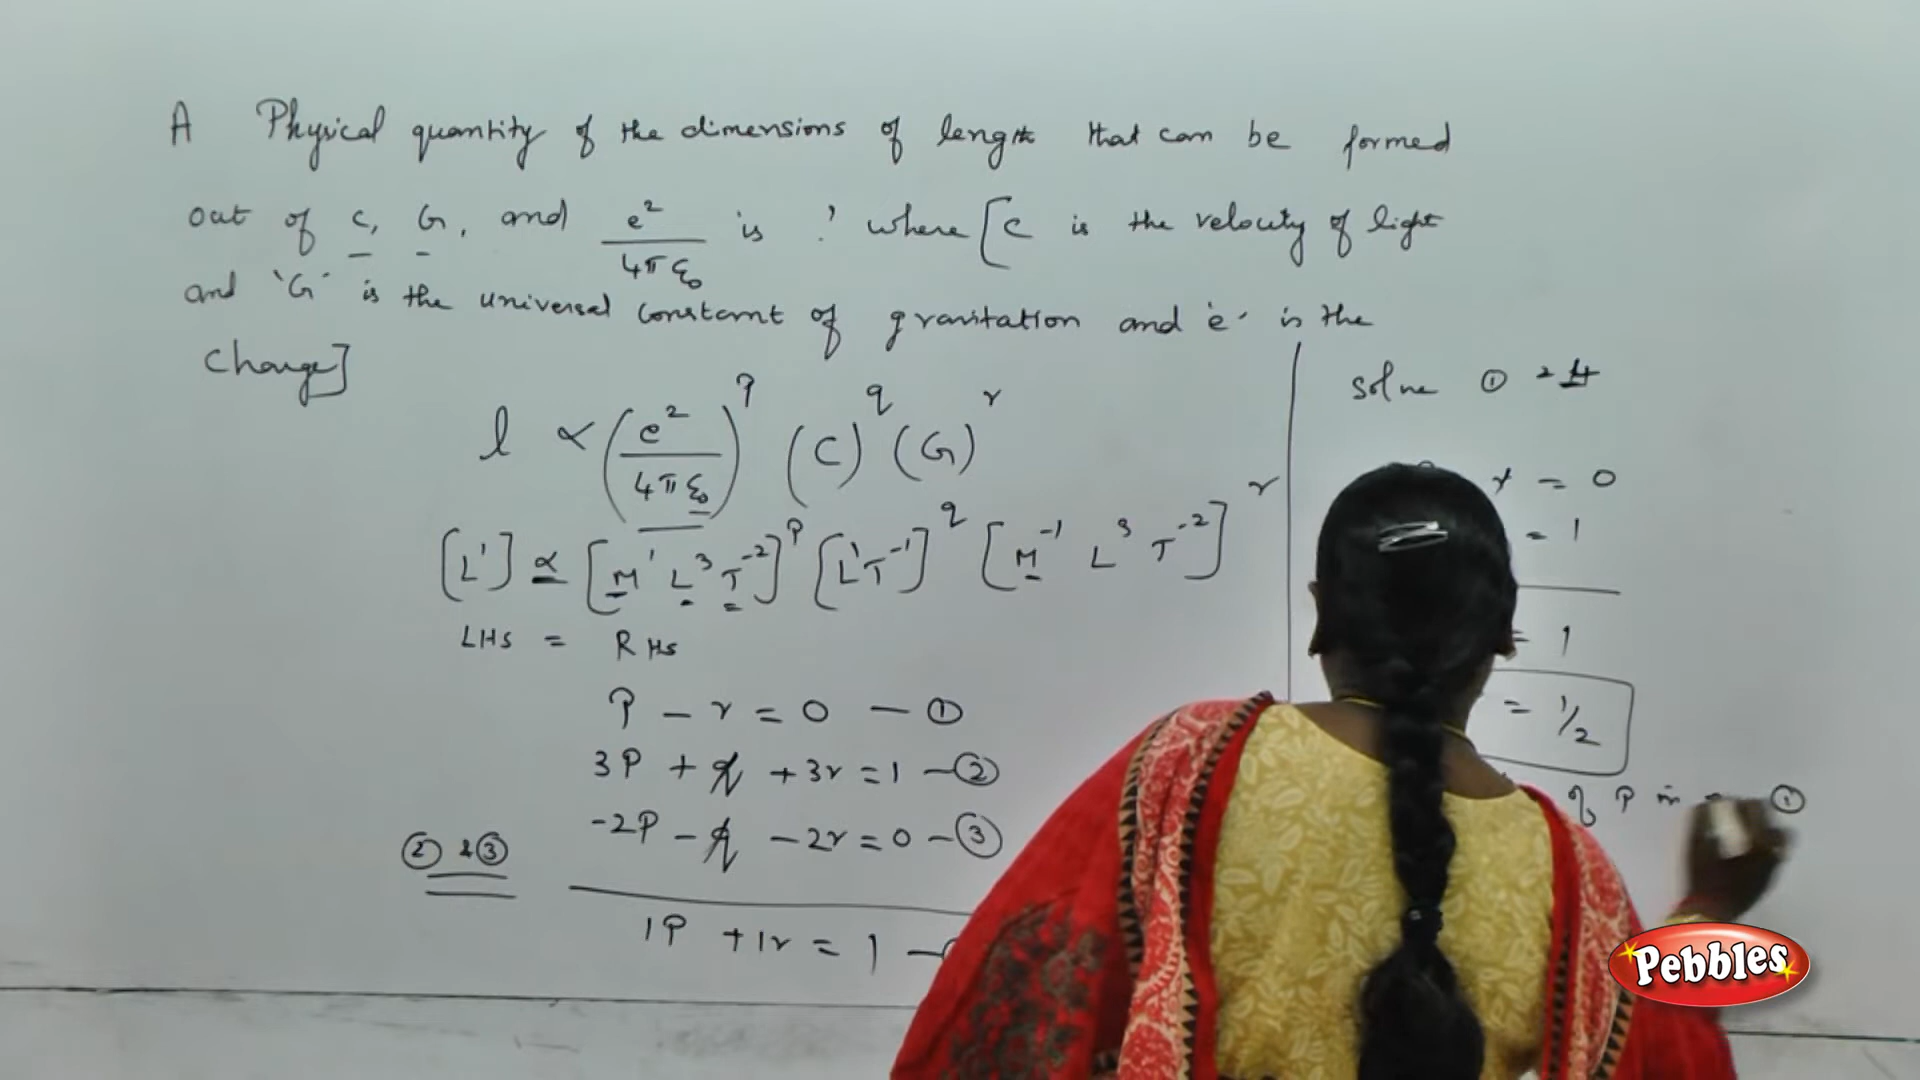 A Physical quantity of the dimensions of length that can be formed
out of c, G, and e²/4πε₀ is ? where [C is the velocity of light
and 'G' is the universal constant of gravitation and 'e' is the
Charge]
l ∝ (e²/4πε₀)^p (C)^q (G)^r
[L¹] ∝ [M¹ L³ T⁻²]^p [L¹T⁻¹]^q [M⁻¹ L³ T⁻²]^r
LHS = RHS
P – r = 0 — ①
3P + q + 3r = 1 — ②
-2P – q – 2r = 0 — ③
② & ③
1P + 1r = 1 —
Solve ① & 4
r = 0
= 1
= 1
= 1/2
of P in ①
Pebbles